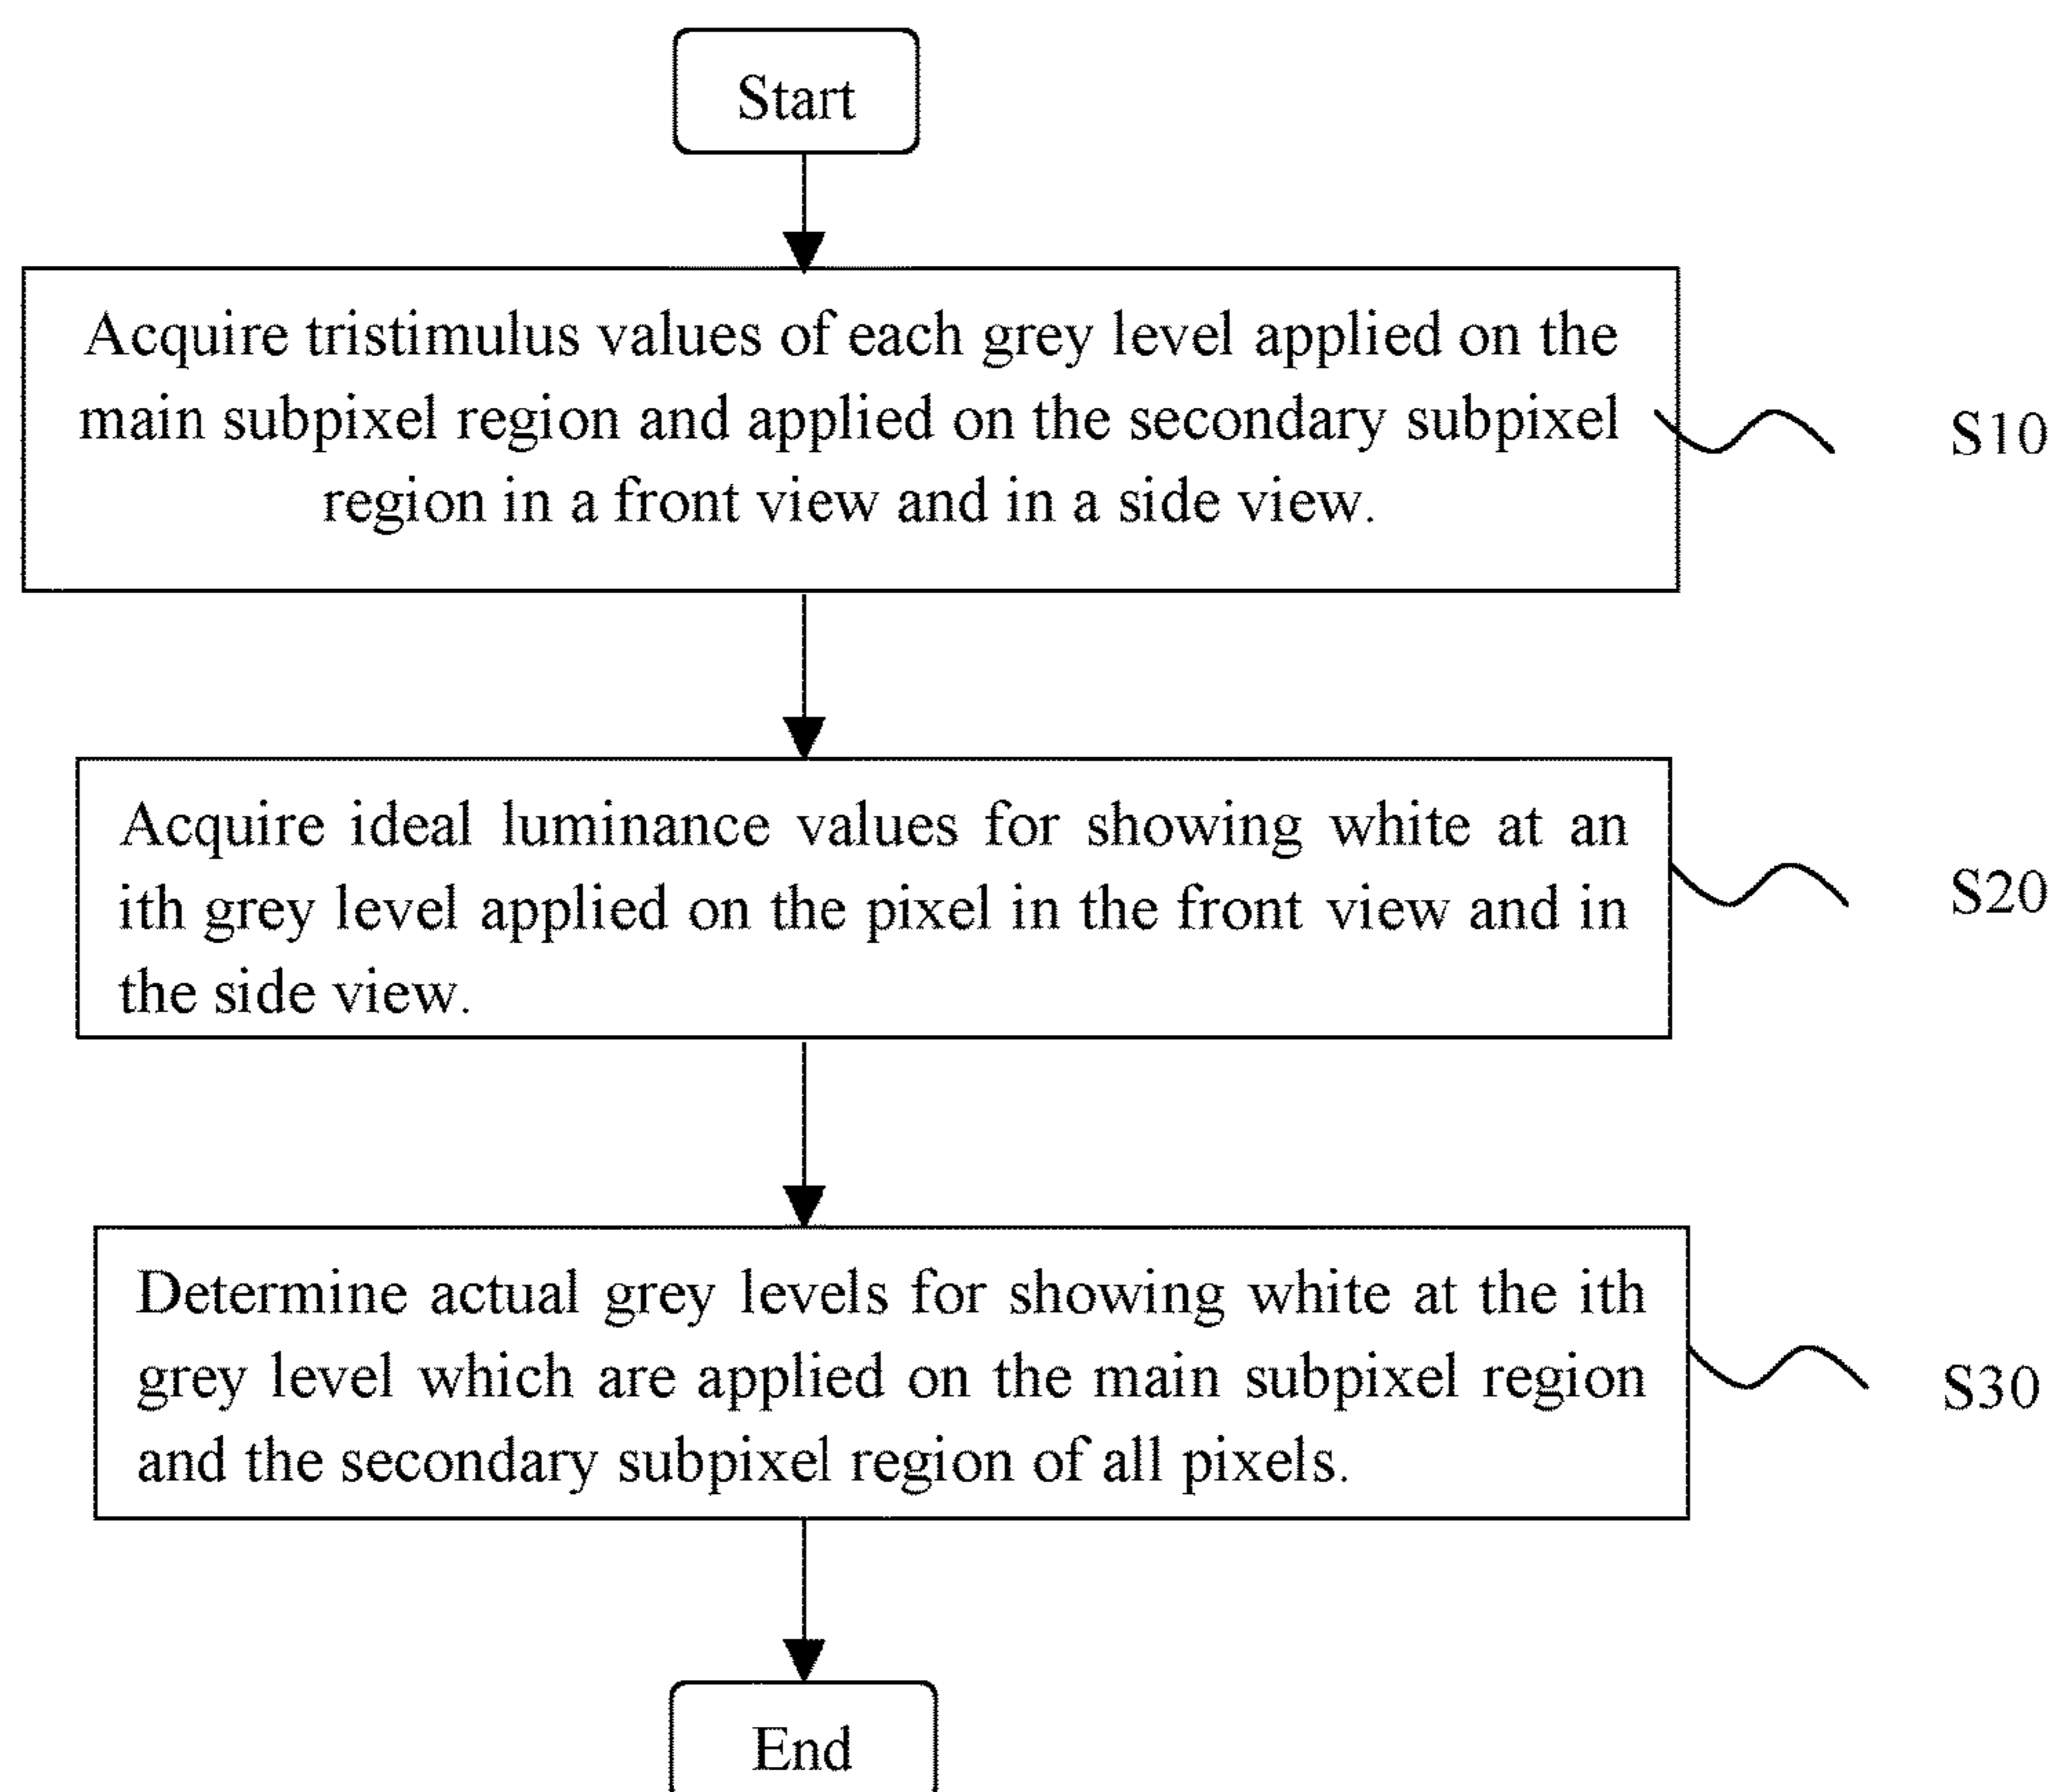 Start
Acquire tristimulus values of each grey level applied on the
main subpixel region and applied on the secondary subpixel
region in a front view and in a side view.
S10
Acquire ideal luminance values for showing white at an
ith grey level applied on the pixel in the front view and in
the side view.
S20
Determine actual grey levels for showing white at the ith
grey level which are applied on the main subpixel region
and the secondary subpixel region of all pixels.
S30
End